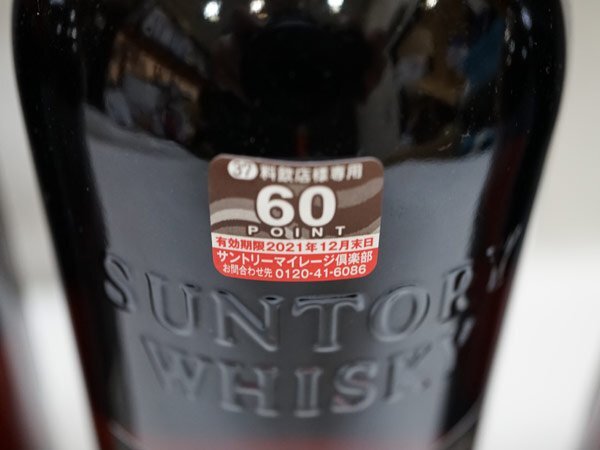 37 料飲店様専用
60
POINT
有効期限2021年12月末日
サントリーマイレージ倶楽部
お問合わせ先 0120-41-6086
SUNTORY
WHISKY